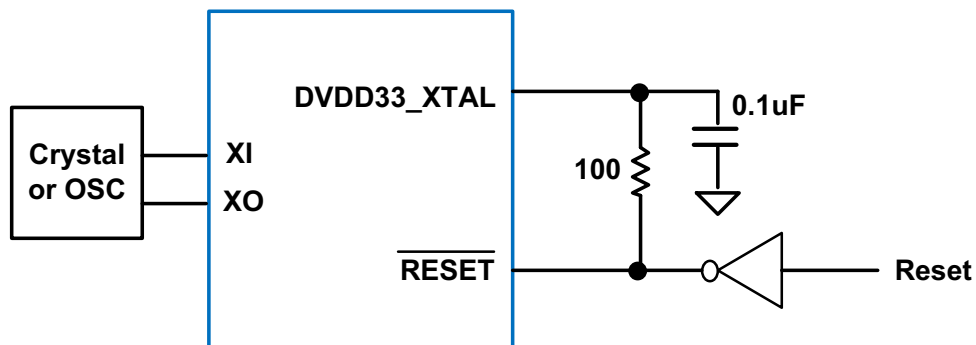 DVDD33_XTAL
0.1uF
Crystal
or OSC
XI
XO
100
RESET
Reset